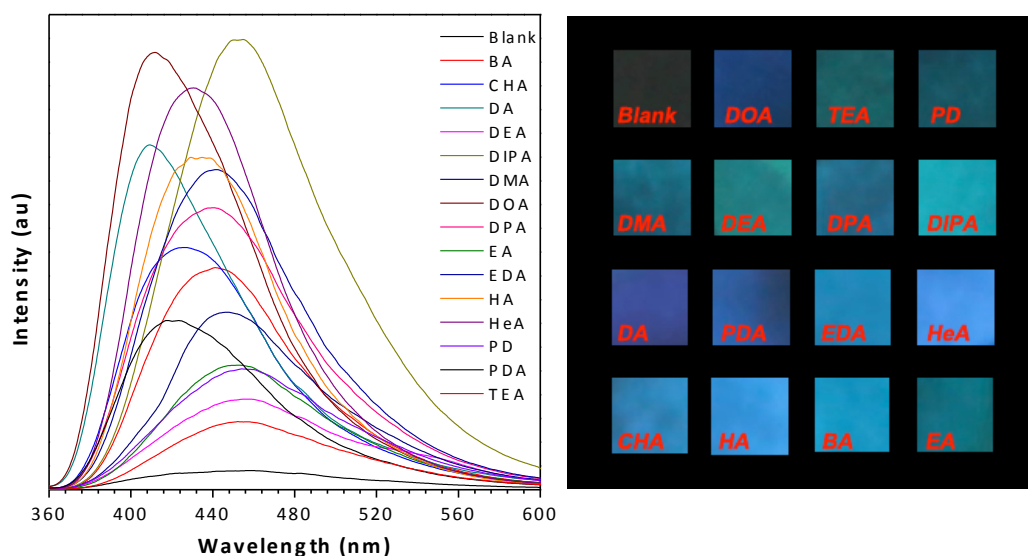 Intensity (au)
Blank
BA
CHA
DA
DEA
DIPA
DMA
DOA
DPA
EA
EDA
HA
HeA
PD
PDA
TEA
360 400 440 480 520 560 600
Wavelength (nm)
Blank DOA TEA PD
DMA DEA DPA DIPA
DA PDA EDA HeA
CHA HA BA EA